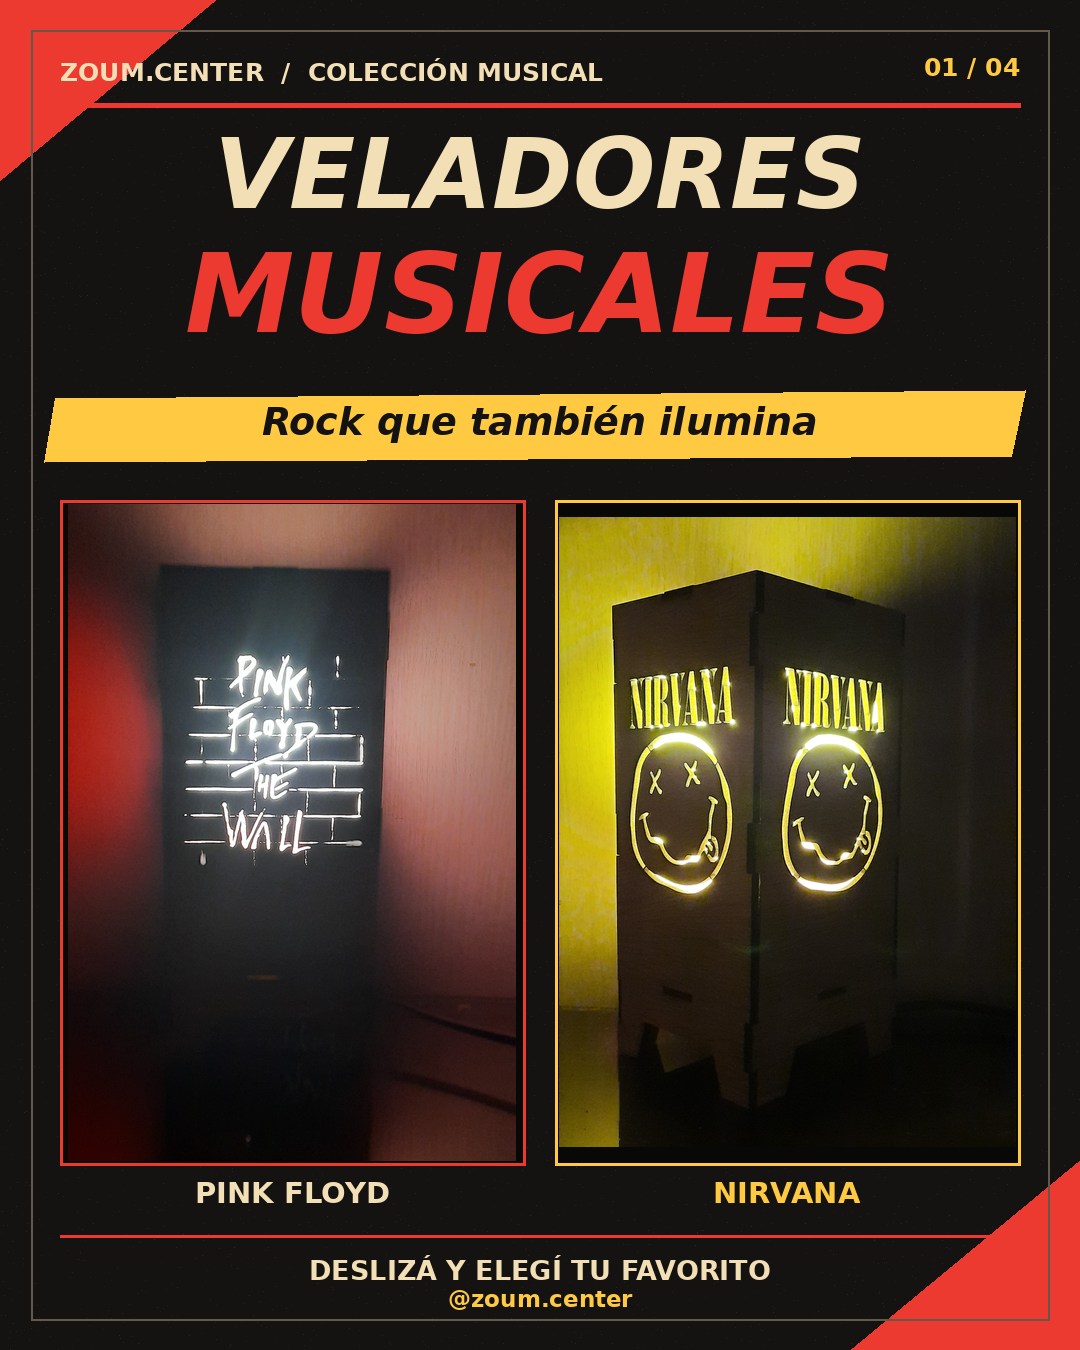 ZOUM.CENTER / COLECCIÓN MUSICAL
01 / 04
VELADORES
MUSICALES
Rock que también ilumina
PINK
FLOYD
THE
WALL
NIRVANA
NIRVANA
PINK FLOYD
NIRVANA
DESLIZÁ Y ELEGÍ TU FAVORITO
@zoum.center